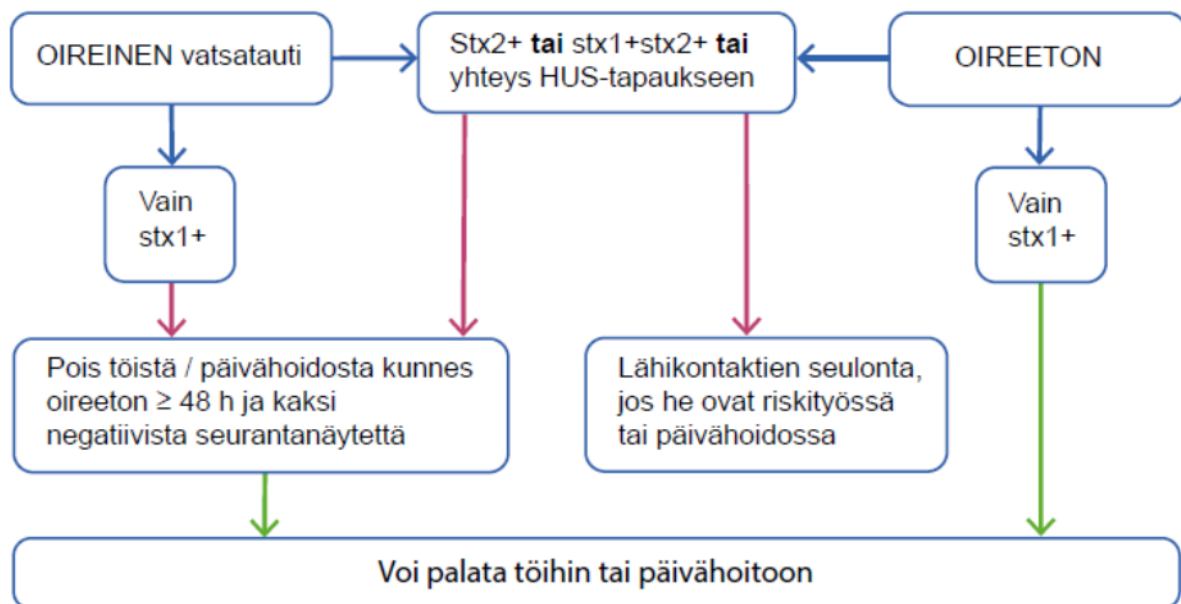 OIREINEN vatsatauti
Stx2+ tai stx1+stx2+ tai
yhteys HUS-tapaukseen
OIREETON
Vain
stx1+
Vain
stx1+
Pois töistä / päivähoidosta kunnes
oireeton ≥ 48 h ja kaksi
negatiivista seurantanäytettä
Lähikontaktien seulonta,
jos he ovat riskityössä
tai päivähoidossa
Voi palata töihin tai päivähoitoon